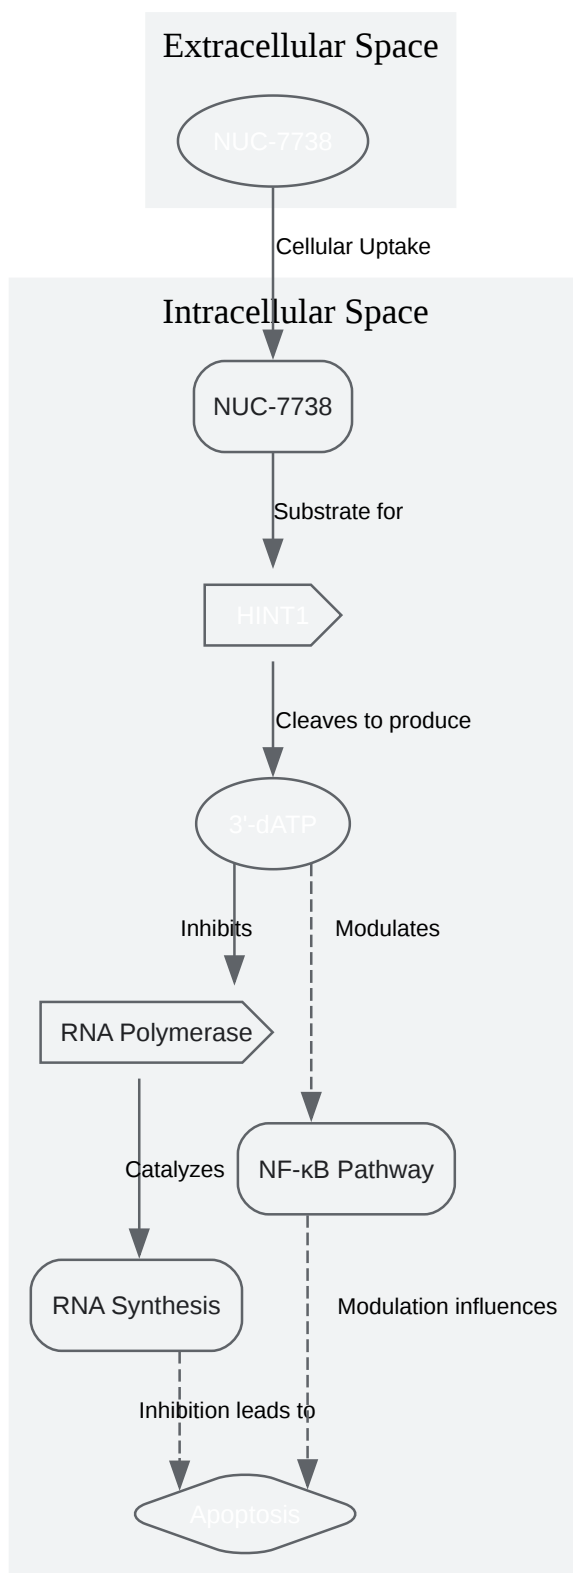 Extracellular Space
NUC-7738
Cellular Uptake
Intracellular Space
NUC-7738
Substrate for
HINT1
Cleaves to produce
3'-dATP
Inhibits
Modulates
RNA Polymerase
Catalyzes
NF-κB Pathway
RNA Synthesis
Modulation influences
Inhibition leads to
Apoptosis